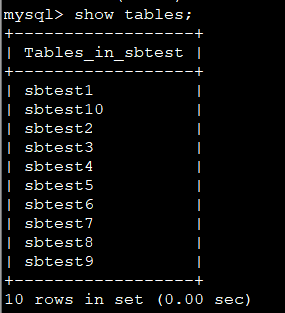 mysql> show tables;
+-------------------+
| Tables_in_sbtest |
+-------------------+
| sbtest1 |
| sbtest10 |
| sbtest2 |
| sbtest3 |
| sbtest4 |
| sbtest5 |
| sbtest6 |
| sbtest7 |
| sbtest8 |
| sbtest9 |
+-------------------+
10 rows in set (0.00 sec)